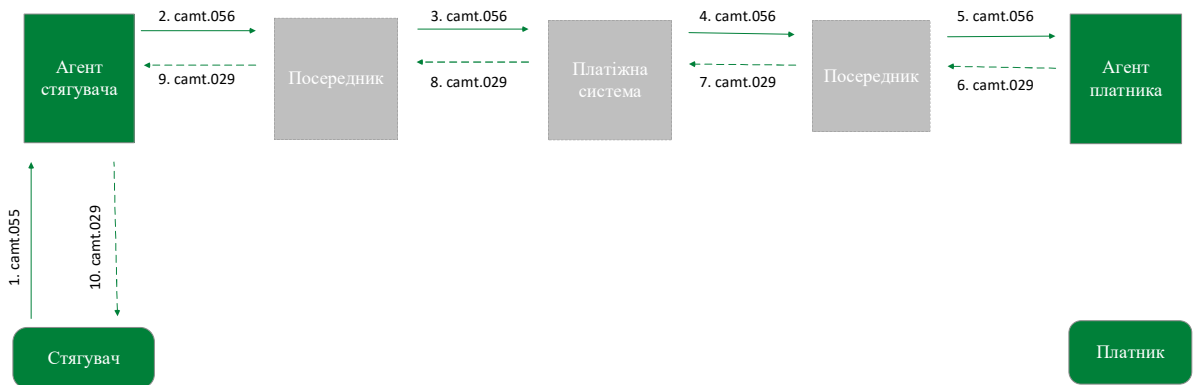 2. camt.056
3. camt.056
4. camt.056
5. camt.056
Агент
стягувача
9. camt.029
Посередник
8. camt.029
Платіжна
система
7. camt.029
Посередник
6. camt.029
Агент
платника
1. camt.055
10. camt.029
Стягувач
Платник